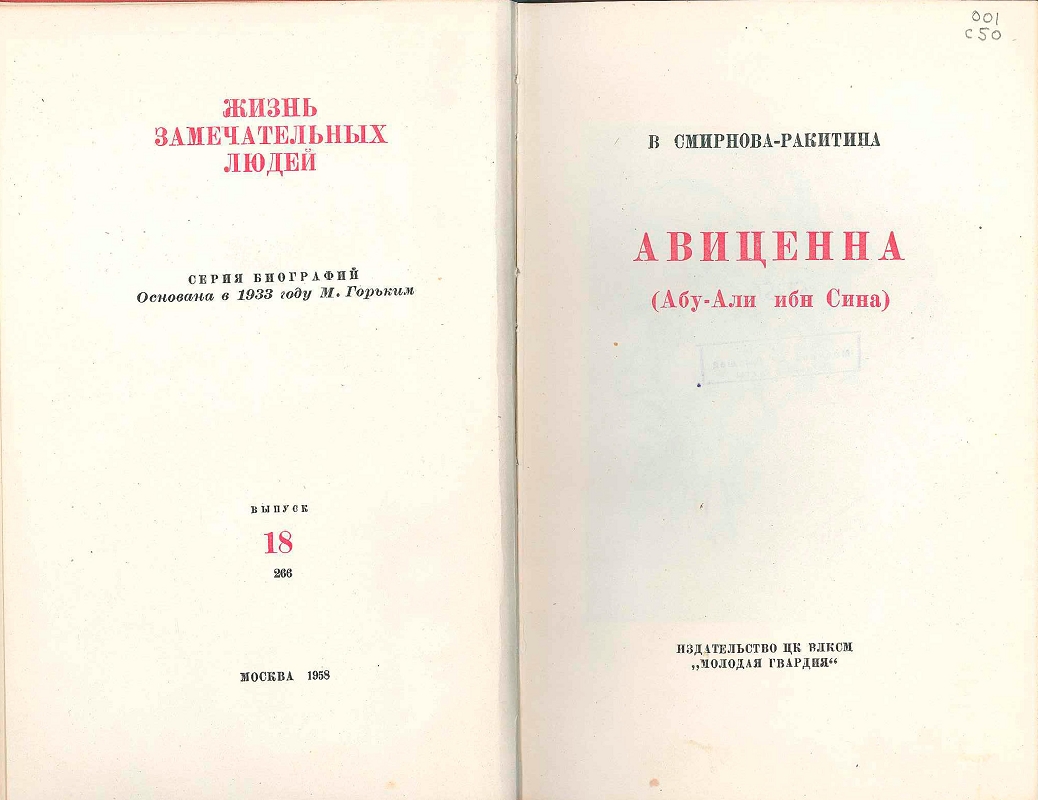 ЖИЗНЬ
ЗАМЕЧАТЕЛЬНЫХ
ЛЮДЕЙ
СЕРИЯ БИОГРАФИЙ
Основана в 1933 году М. Горьким
ВЫПУСК
18
266
МОСКВА 1958
001
С50
В СМИРНОВА-РАКИТИНА
АВИЦЕННА
(Абу-Али ибн Сина)
ИЗДАТЕЛЬСТВО ЦК ВЛКСМ
„МОЛОДАЯ ГВАРДИЯ“